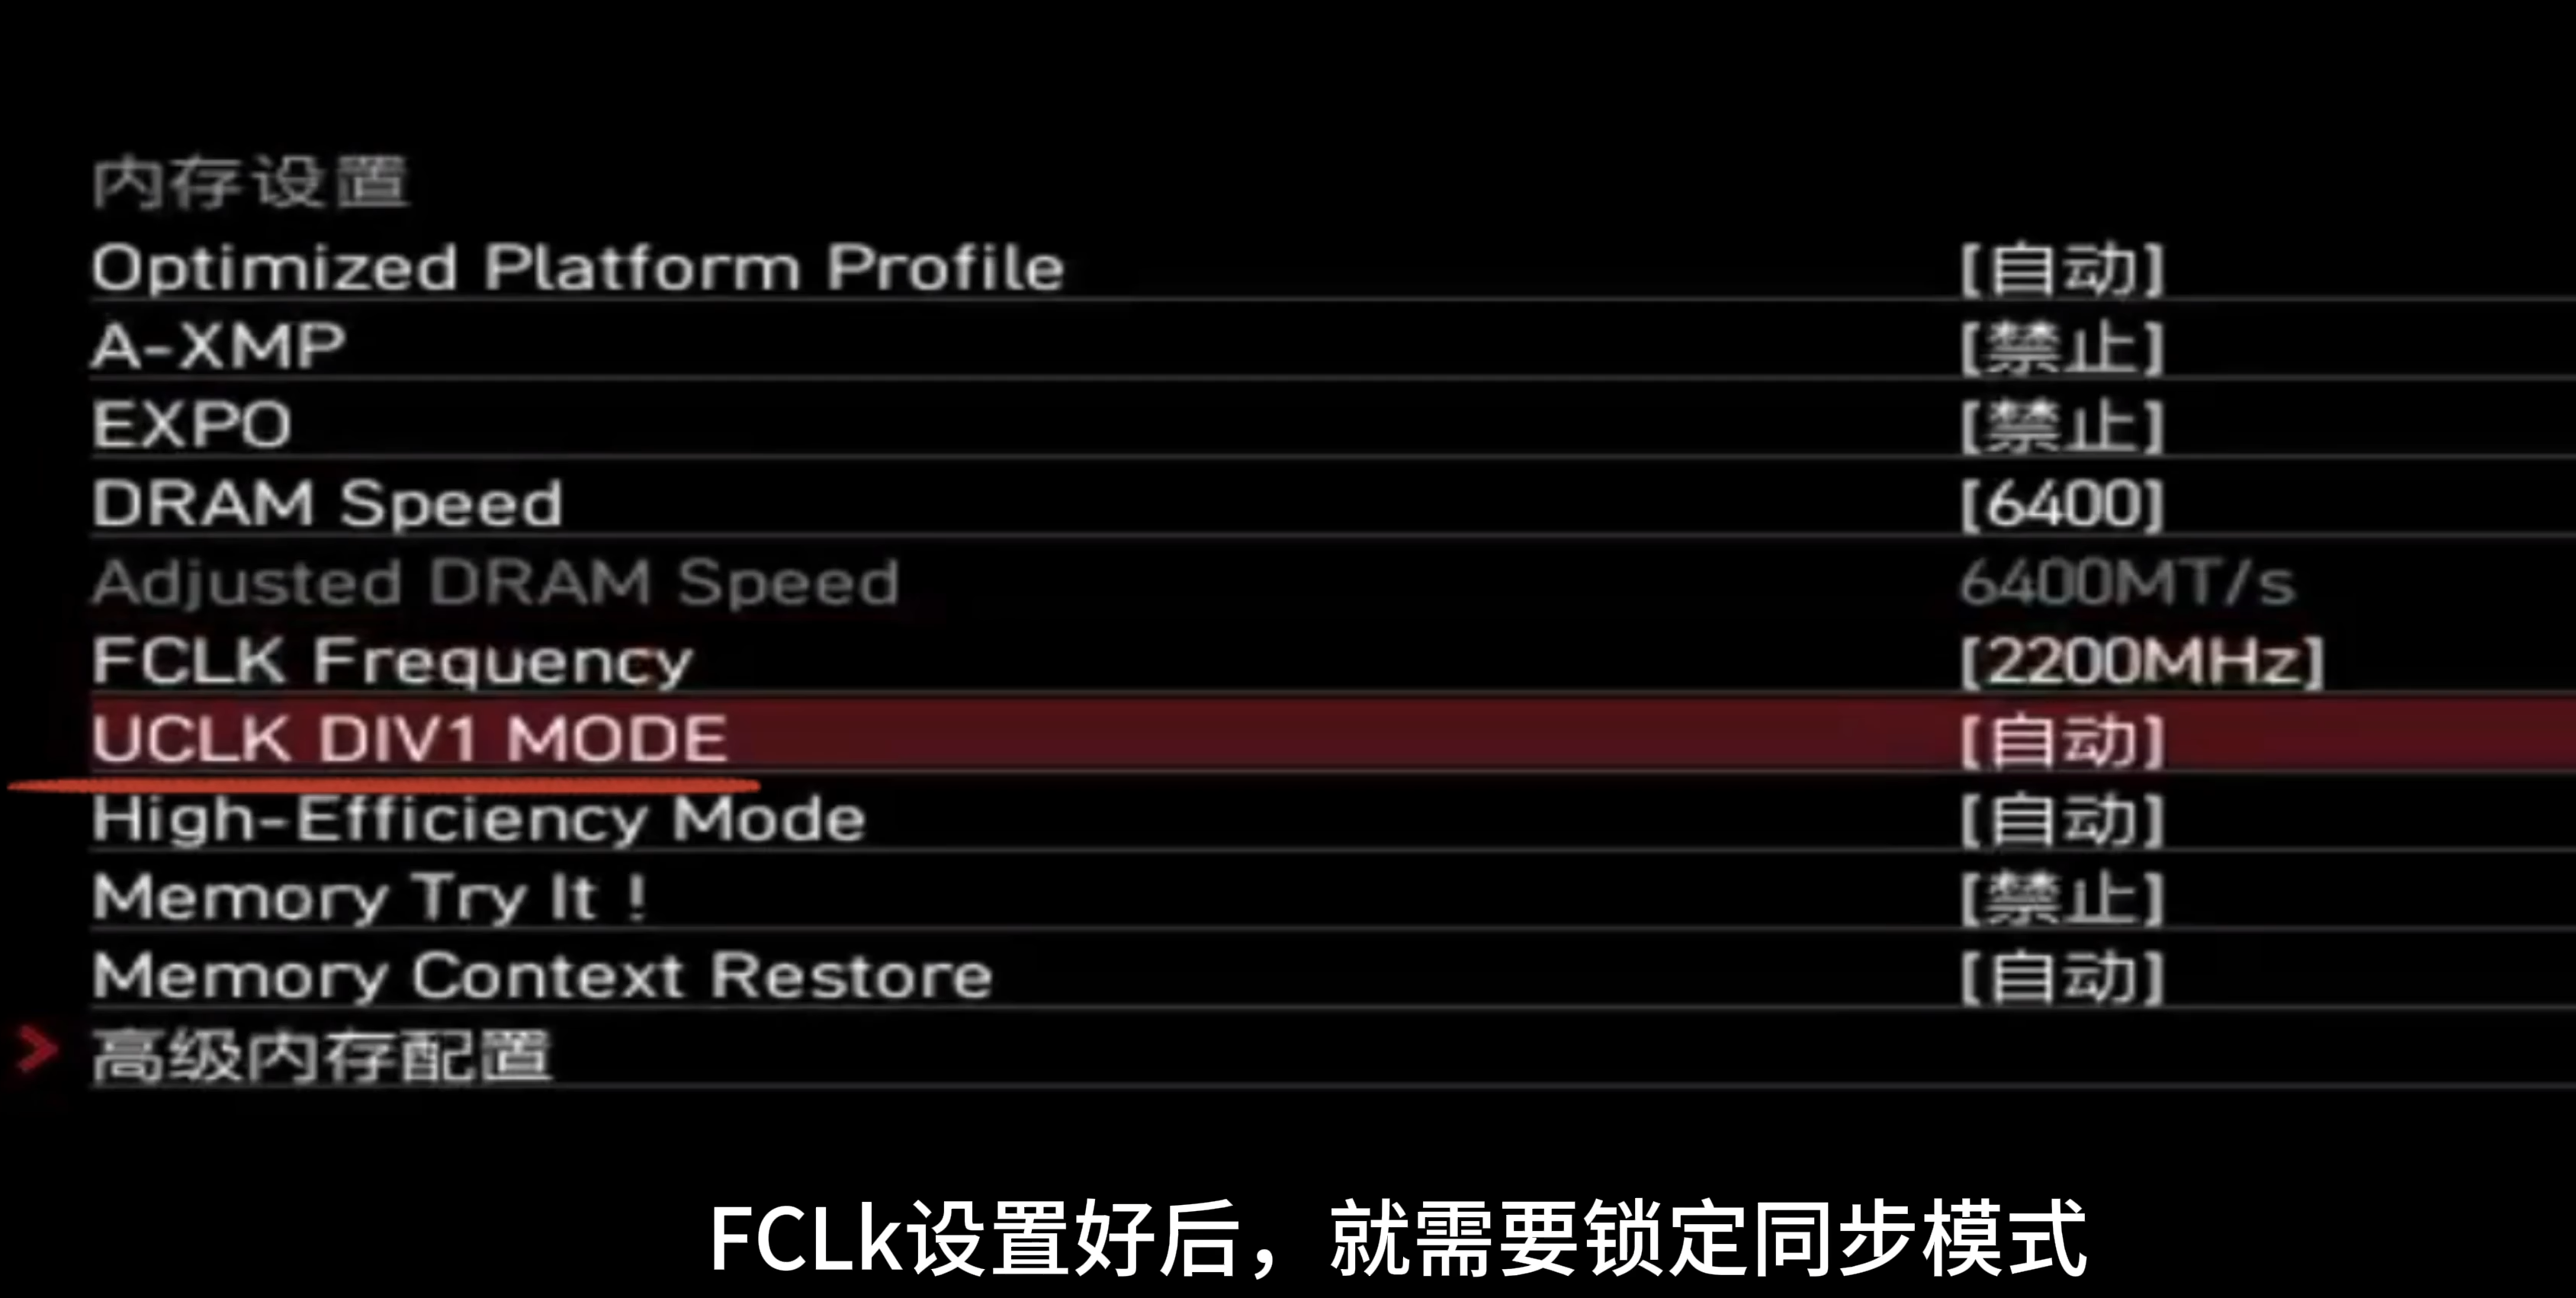 内存设置
Optimized Platform Profile [自动]
A-XMP [禁止]
EXPO [禁止]
DRAM Speed [6400]
Adjusted DRAM Speed 6400MT/s
FCLK Frequency [2200MHz]
UCLK DIV1 MODE [自动]
High-Efficiency Mode [自动]
Memory Try It ! [禁止]
Memory Context Restore [自动]
> 高级内存配置
FCLk设置好后，就需要锁定同步模式